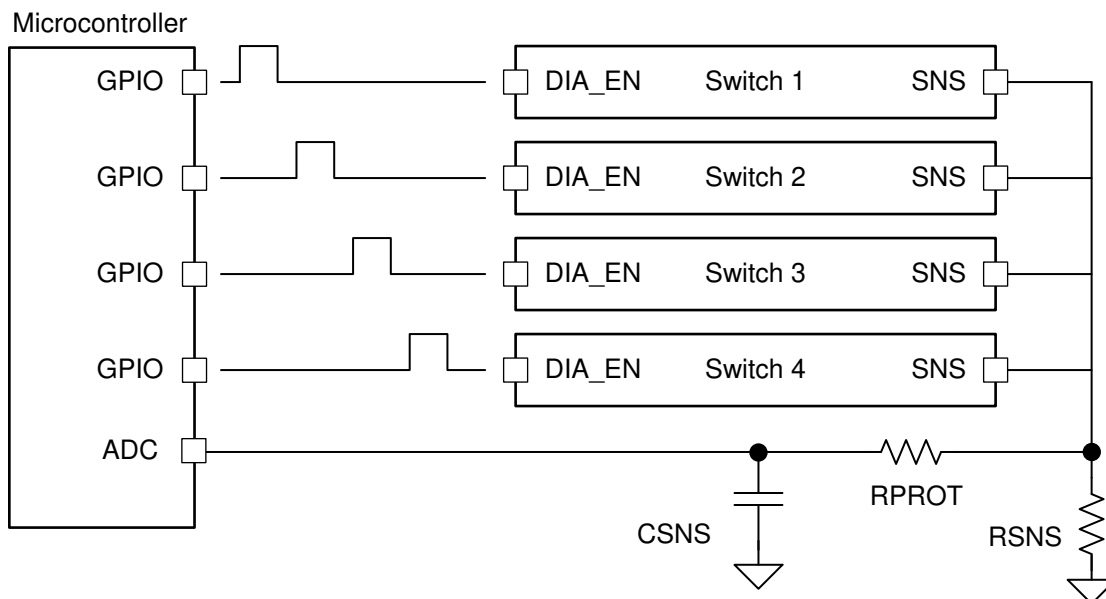 Microcontroller
GPIO DIA_EN Switch 1 SNS
GPIO DIA_EN Switch 2 SNS
GPIO DIA_EN Switch 3 SNS
GPIO DIA_EN Switch 4 SNS
ADC
RPROT
CSNS
RSNS